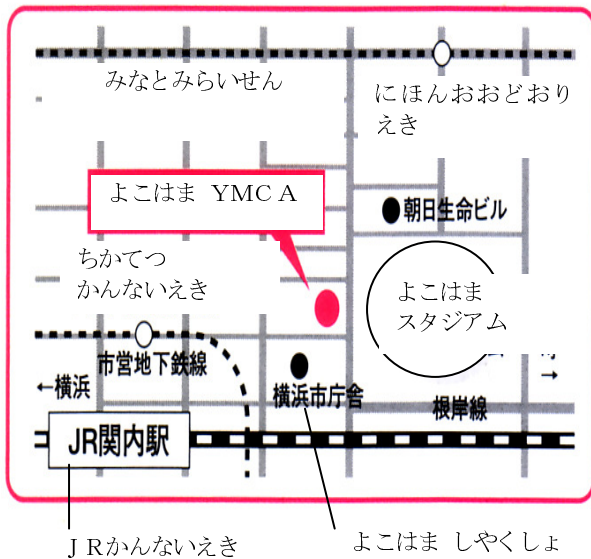 みなとみらいせん
にほんおおどおり
えき
よこはま YMCA
朝日生命ビル
ちかてつ
かんないえき
よこはま
スタジアム
市営地下鉄線
←横浜
横浜市庁舎
根岸線
→
JR関内駅
JRかんないえき
よこはま しやくしょ